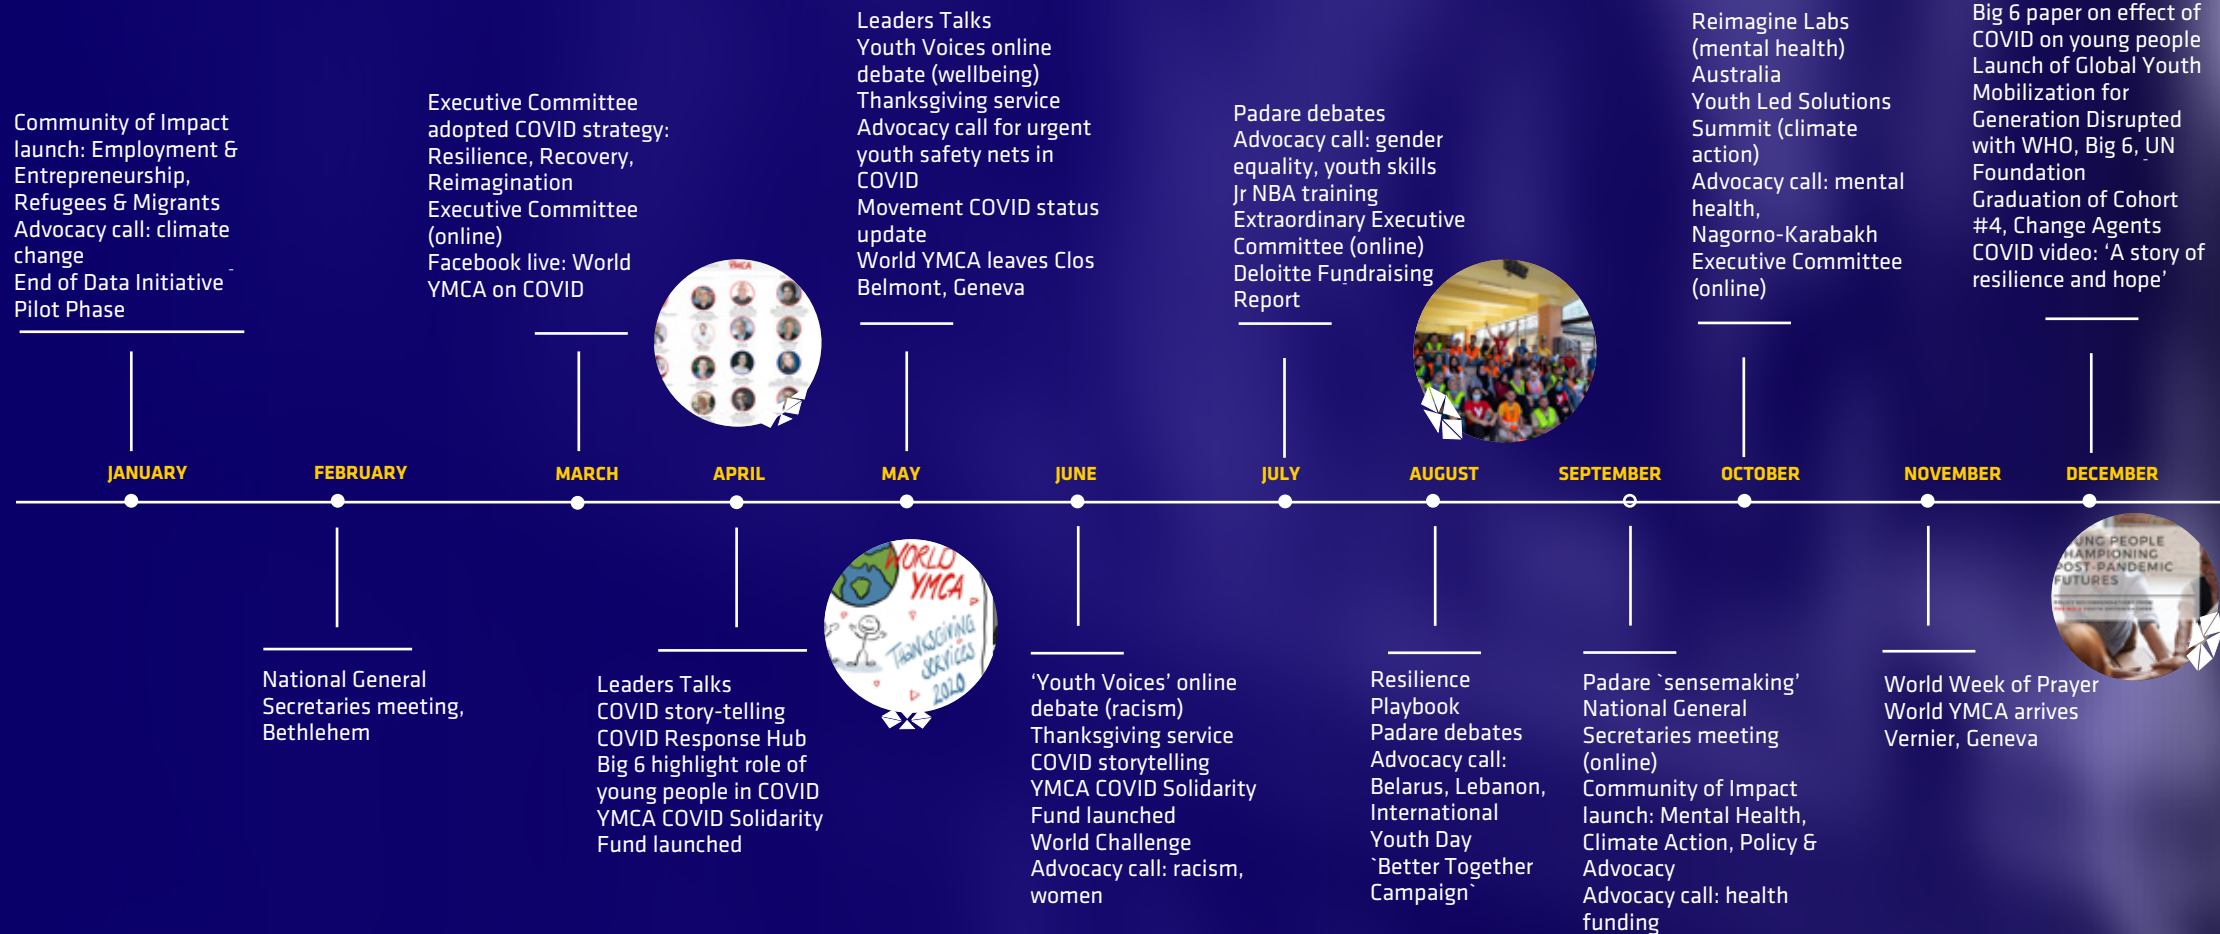 Community of Impact
launch: Employment &
Entrepreneurship,
Refugees & Migrants
Advocacy call: climate
change
End of Data Initiative
Pilot Phase
Executive Committee
adopted COVID strategy:
Resilience, Recovery,
Reimagination
Executive Committee
(online)
Facebook live: World
YMCA on COVID
Leaders Talks
Youth Voices online
debate (wellbeing)
Thanksgiving service
Advocacy call for urgent
youth safety nets in
COVID
Movement COVID status
update
World YMCA leaves Clos
Belmont, Geneva
Padare debates
Advocacy call: gender
equality, youth skills
Jr NBA training
Extraordinary Executive
Committee (online)
Deloitte Fundraising
Report
Reimagine Labs
(mental health)
Australia
Youth Led Solutions
Summit (climate
action)
Advocacy call: mental
health,
Nagorno-Karabakh
Executive Committee
(online)
Big 6 paper on effect of
COVID on young people
Launch of Global Youth
Mobilization for
Generation Disrupted
with WHO, Big 6, UN
Foundation
Graduation of Cohort
#4, Change Agents
COVID video: ‘A story of
resilience and hope’
YMCA
JANUARY
FEBRUARY
MARCH
APRIL
MAY
JUNE
JULY
AUGUST
SEPTEMBER
OCTOBER
NOVEMBER
DECEMBER
National General
Secretaries meeting,
Bethlehem
Leaders Talks
COVID story-telling
COVID Response Hub
Big 6 highlight role of
young people in COVID
YMCA COVID Solidarity
Fund launched
WORLD
YMCA
THANKSGIVING
SERVICES
2020
‘Youth Voices’ online
debate (racism)
Thanksgiving service
COVID storytelling
YMCA COVID Solidarity
Fund launched
World Challenge
Advocacy call: racism,
women
Resilience
Playbook
Padare debates
Advocacy call:
Belarus, Lebanon,
International
Youth Day
`Better Together
Campaign`
Padare `sensemaking’
National General
Secretaries meeting
(online)
Community of Impact
launch: Mental Health,
Climate Action, Policy &
Advocacy
Advocacy call: health
funding
World Week of Prayer
World YMCA arrives
Vernier, Geneva
UNG PEOPLE
HAMPIONING
POST-PANDEMIC
FUTURES